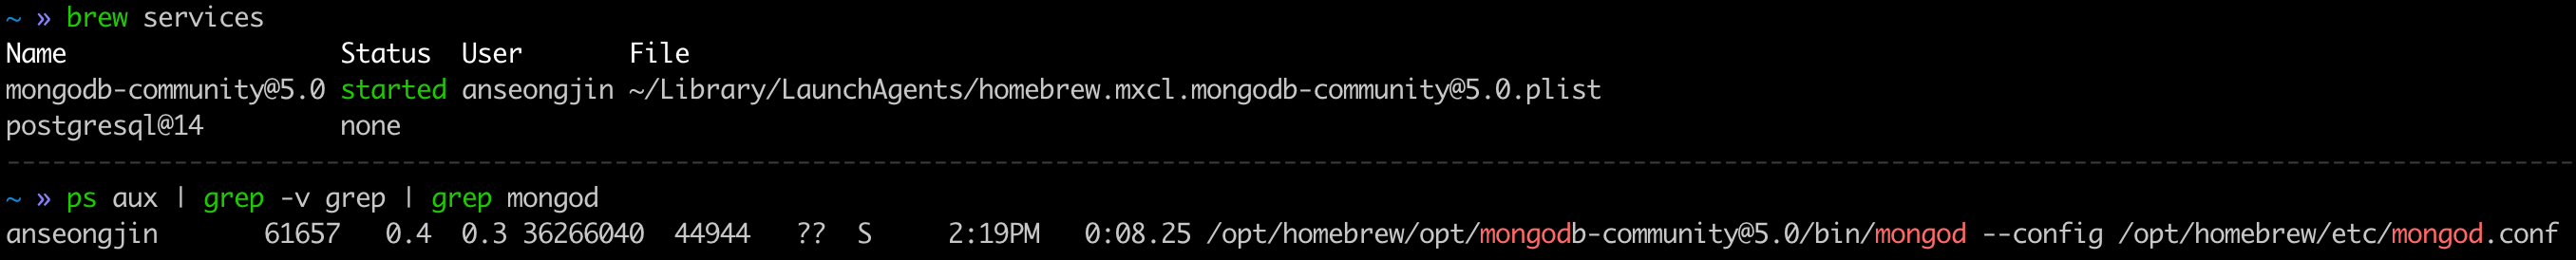 ~ » brew services
Name                  Status  User       File
mongodb-community@5.0 started anseongjin ~/Library/LaunchAgents/homebrew.mxcl.mongodb-community@5.0.plist
postgresql@14         none
~ » ps aux | grep -v grep | grep mongod
anseongjin       61657   0.4  0.3 36266040  44944   ??  S     2:19PM   0:08.25 /opt/homebrew/opt/mongodb-community@5.0/bin/mongod --config /opt/homebrew/etc/mongod.conf